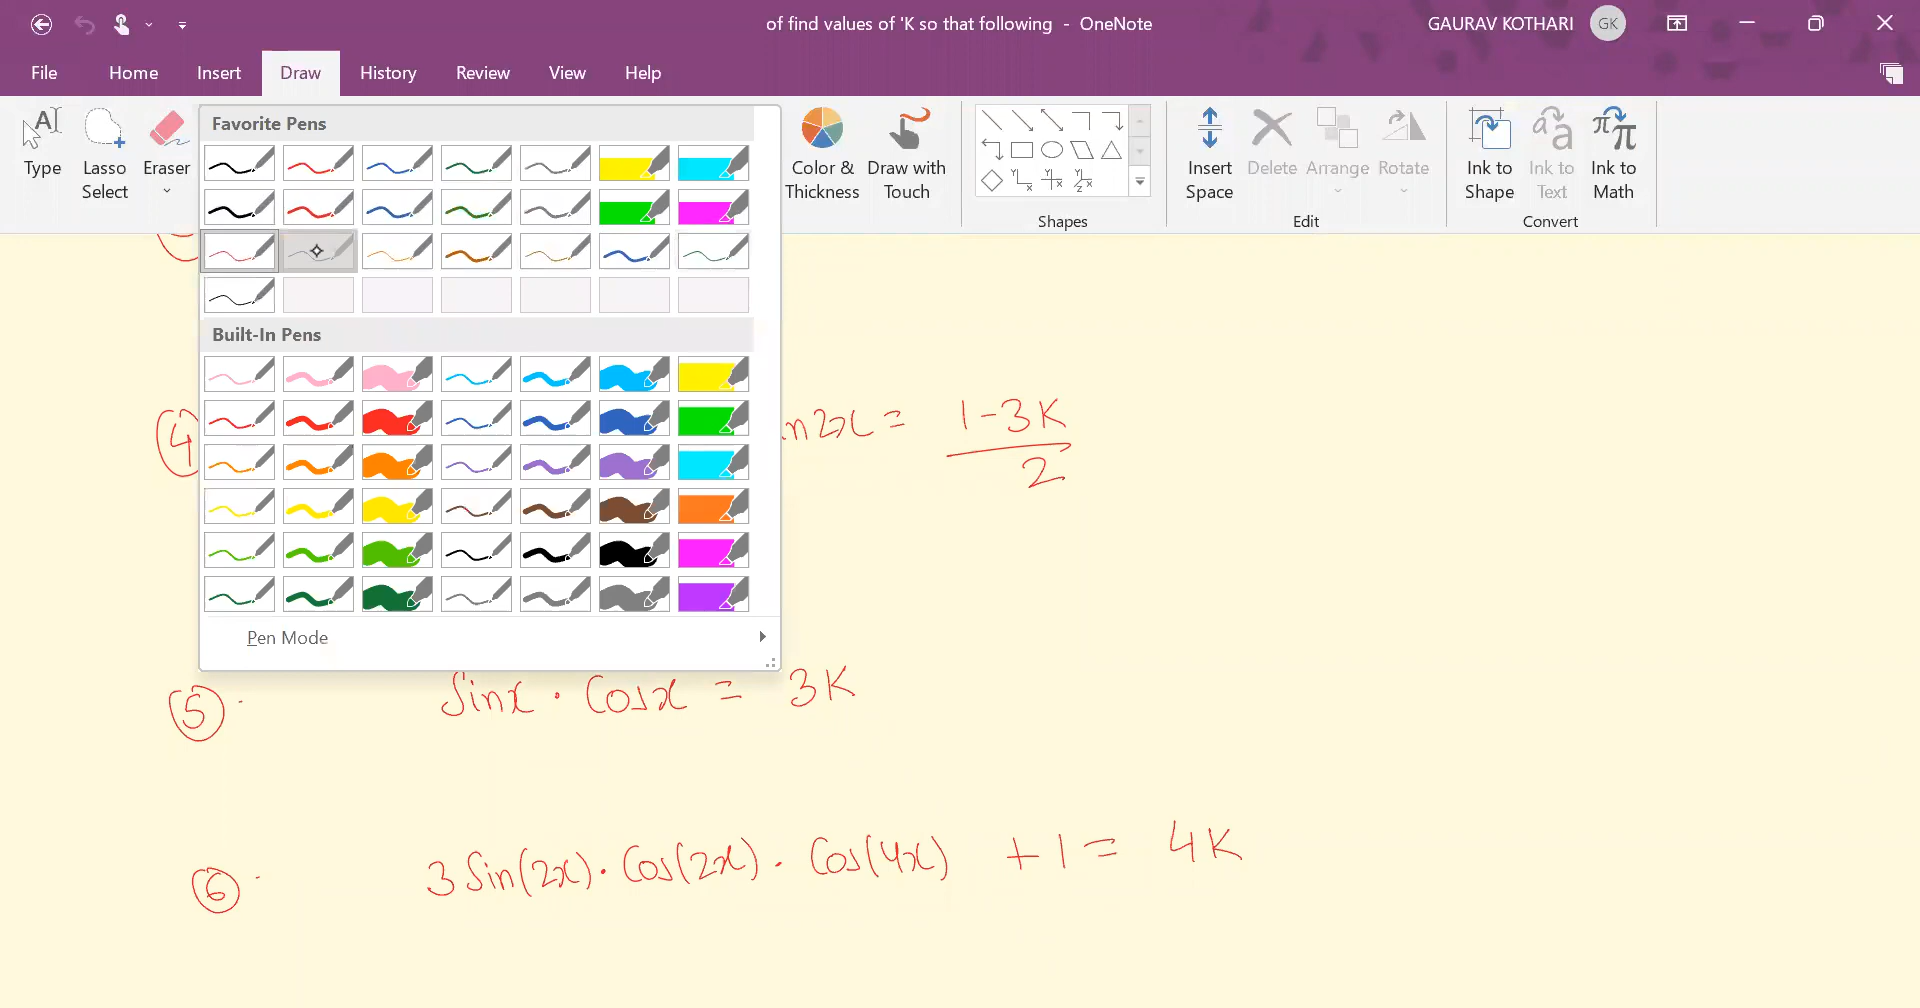 of find values of 'K so that following - OneNote
GAURAV KOTHARI GK
File Home Insert Draw History Review View Help
Type
Lasso Select
Eraser
Favorite Pens
Built-In Pens
Pen Mode
Color & Thickness
Draw with Touch
Shapes
Insert Space
Delete
Arrange
Rotate
Edit
Ink to Shape
Ink to Text
Ink to Math
Convert
④ n2x = (1-3K)/2
⑤. Sinx · Cosx = 3K
⑥. 3Sin(2x) · Cos(2x) · Cos(4x) + 1 = 4K